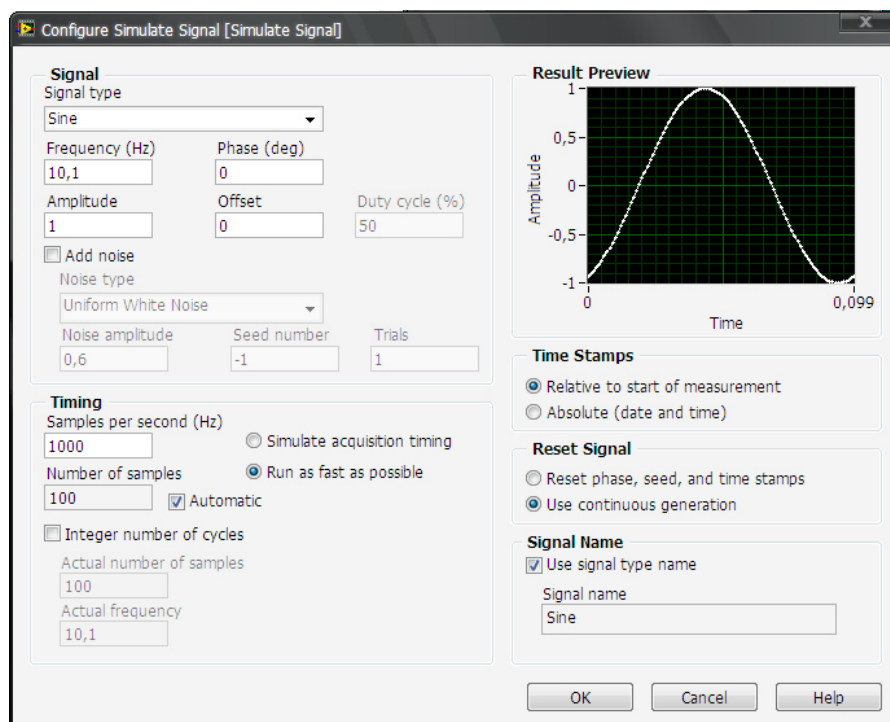 Configure Simulate Signal [Simulate Signal]
X
Signal
Signal type
Sine
Frequency (Hz) Phase (deg)
10,1 0
Amplitude Offset Duty cycle (%)
1 0 50
Add noise
Noise type
Uniform White Noise
Noise amplitude Seed number Trials
0,6 -1 1
Timing
Samples per second (Hz)
1000 Simulate acquisition timing
Number of samples Run as fast as possible
100 Automatic
Integer number of cycles
Actual number of samples
100
Actual frequency
10,1
Result Preview
1
0,5
0
-0,5
-1
Amplitude
0 0,099
Time
Time Stamps
Relative to start of measurement
Absolute (date and time)
Reset Signal
Reset phase, seed, and time stamps
Use continuous generation
Signal Name
Use signal type name
Signal name
Sine
OK Cancel Help